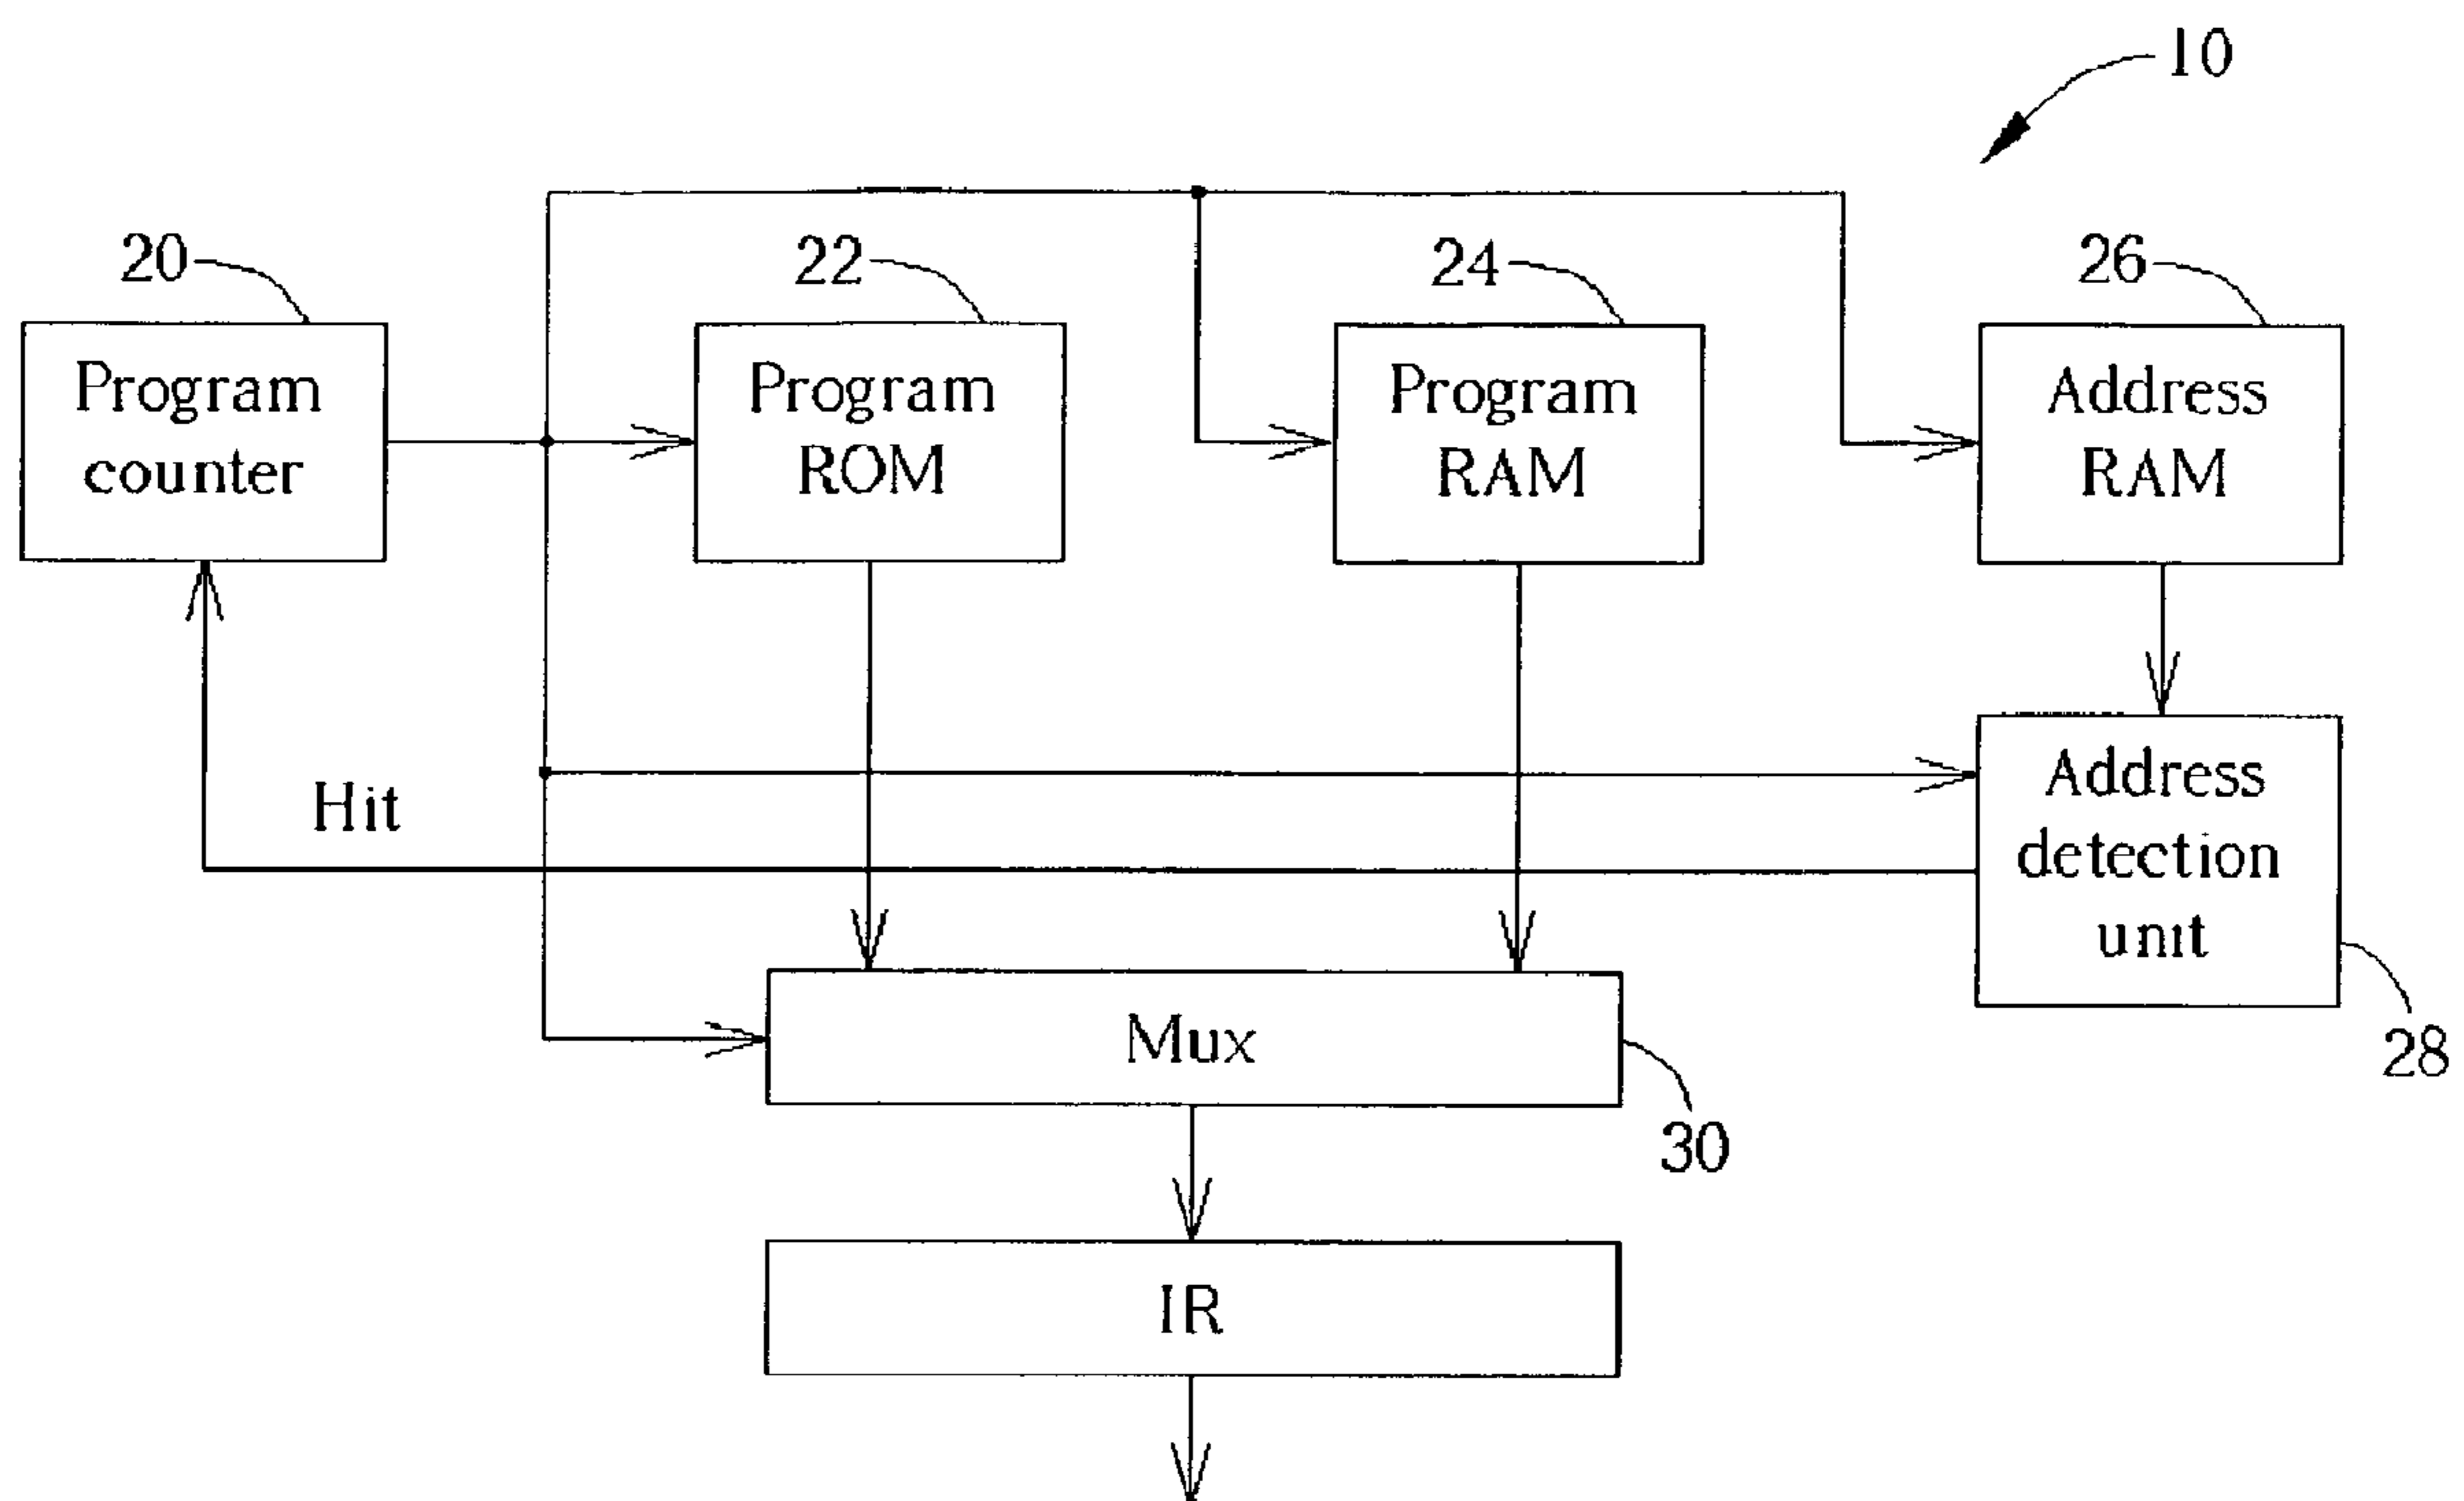 10
20
22
24
26
Program
counter
Program
ROM
Program
RAM
Address
RAM
Hit
Address
detection
unit
28
Mux
30
IR